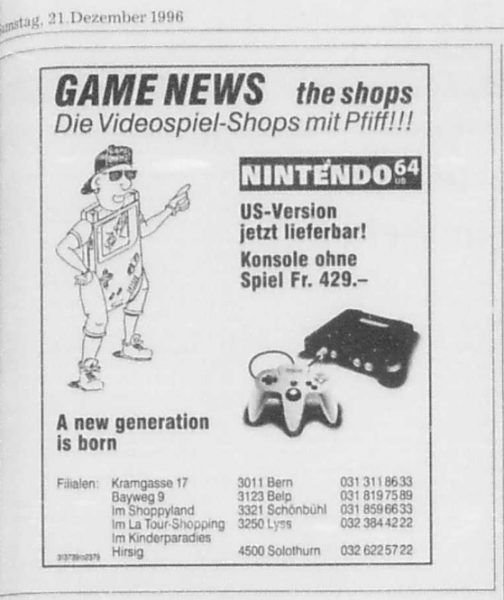 Samstag, 21. Dezember 1996
GAME NEWS the shops
Die Videospiel-Shops mit Pfiff!!!
NINTENDO 64 US
US-Version
jetzt lieferbar!
Konsole ohne
Spiel Fr. 429.–
A new generation
is born
Filialen: Kramgasse 17 3011 Bern 031 311 86 33
Bayweg 9 3123 Belp 031 819 75 89
Im Shoppyland 3321 Schönbühl 031 859 66 33
Im La Tour-Shopping 3250 Lyss 032 384 42 22
Im Kinderparadies
Hirsig 4500 Solothurn 032 622 57 22